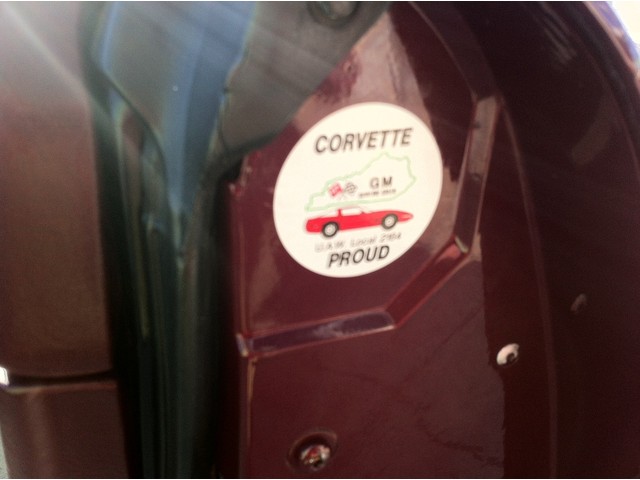 CORVETTE
GM
U.A.W. Local 2164
PROUD